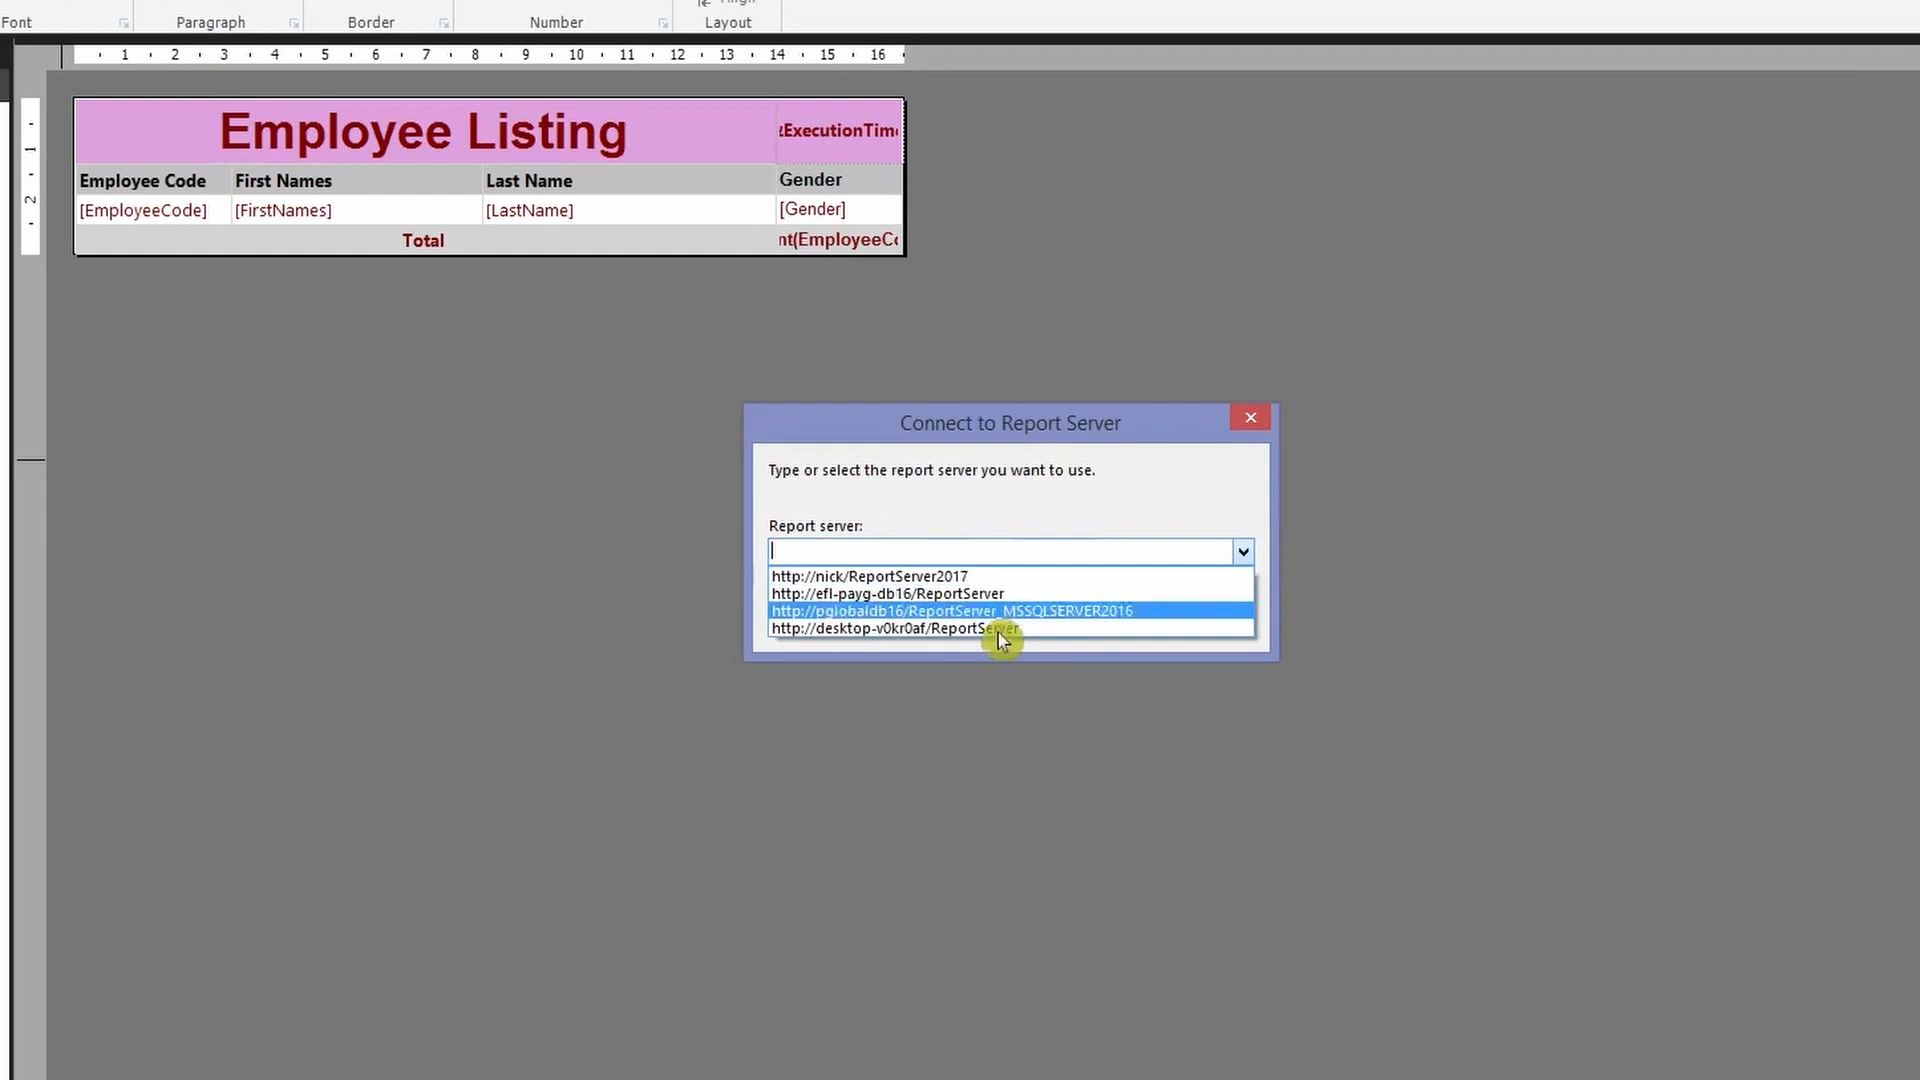 Font Paragraph Border Number Layout
1 2 3 4 5 6 7 8 9 10 11 12 13 14 15 16
1
2
Employee Listing
Employee Code First Names Last Name Gender
[EmployeeCode] [FirstNames] [LastName] [Gender]
Total
Connect to Report Server
Type or select the report server you want to use.
Report server:
http://nick/ReportServer2017
http://efl-payg-db16/ReportServer
http://pglobaldb16/ReportServer_MSSQLSERVER2016
http://desktop-v0kr0af/ReportServer